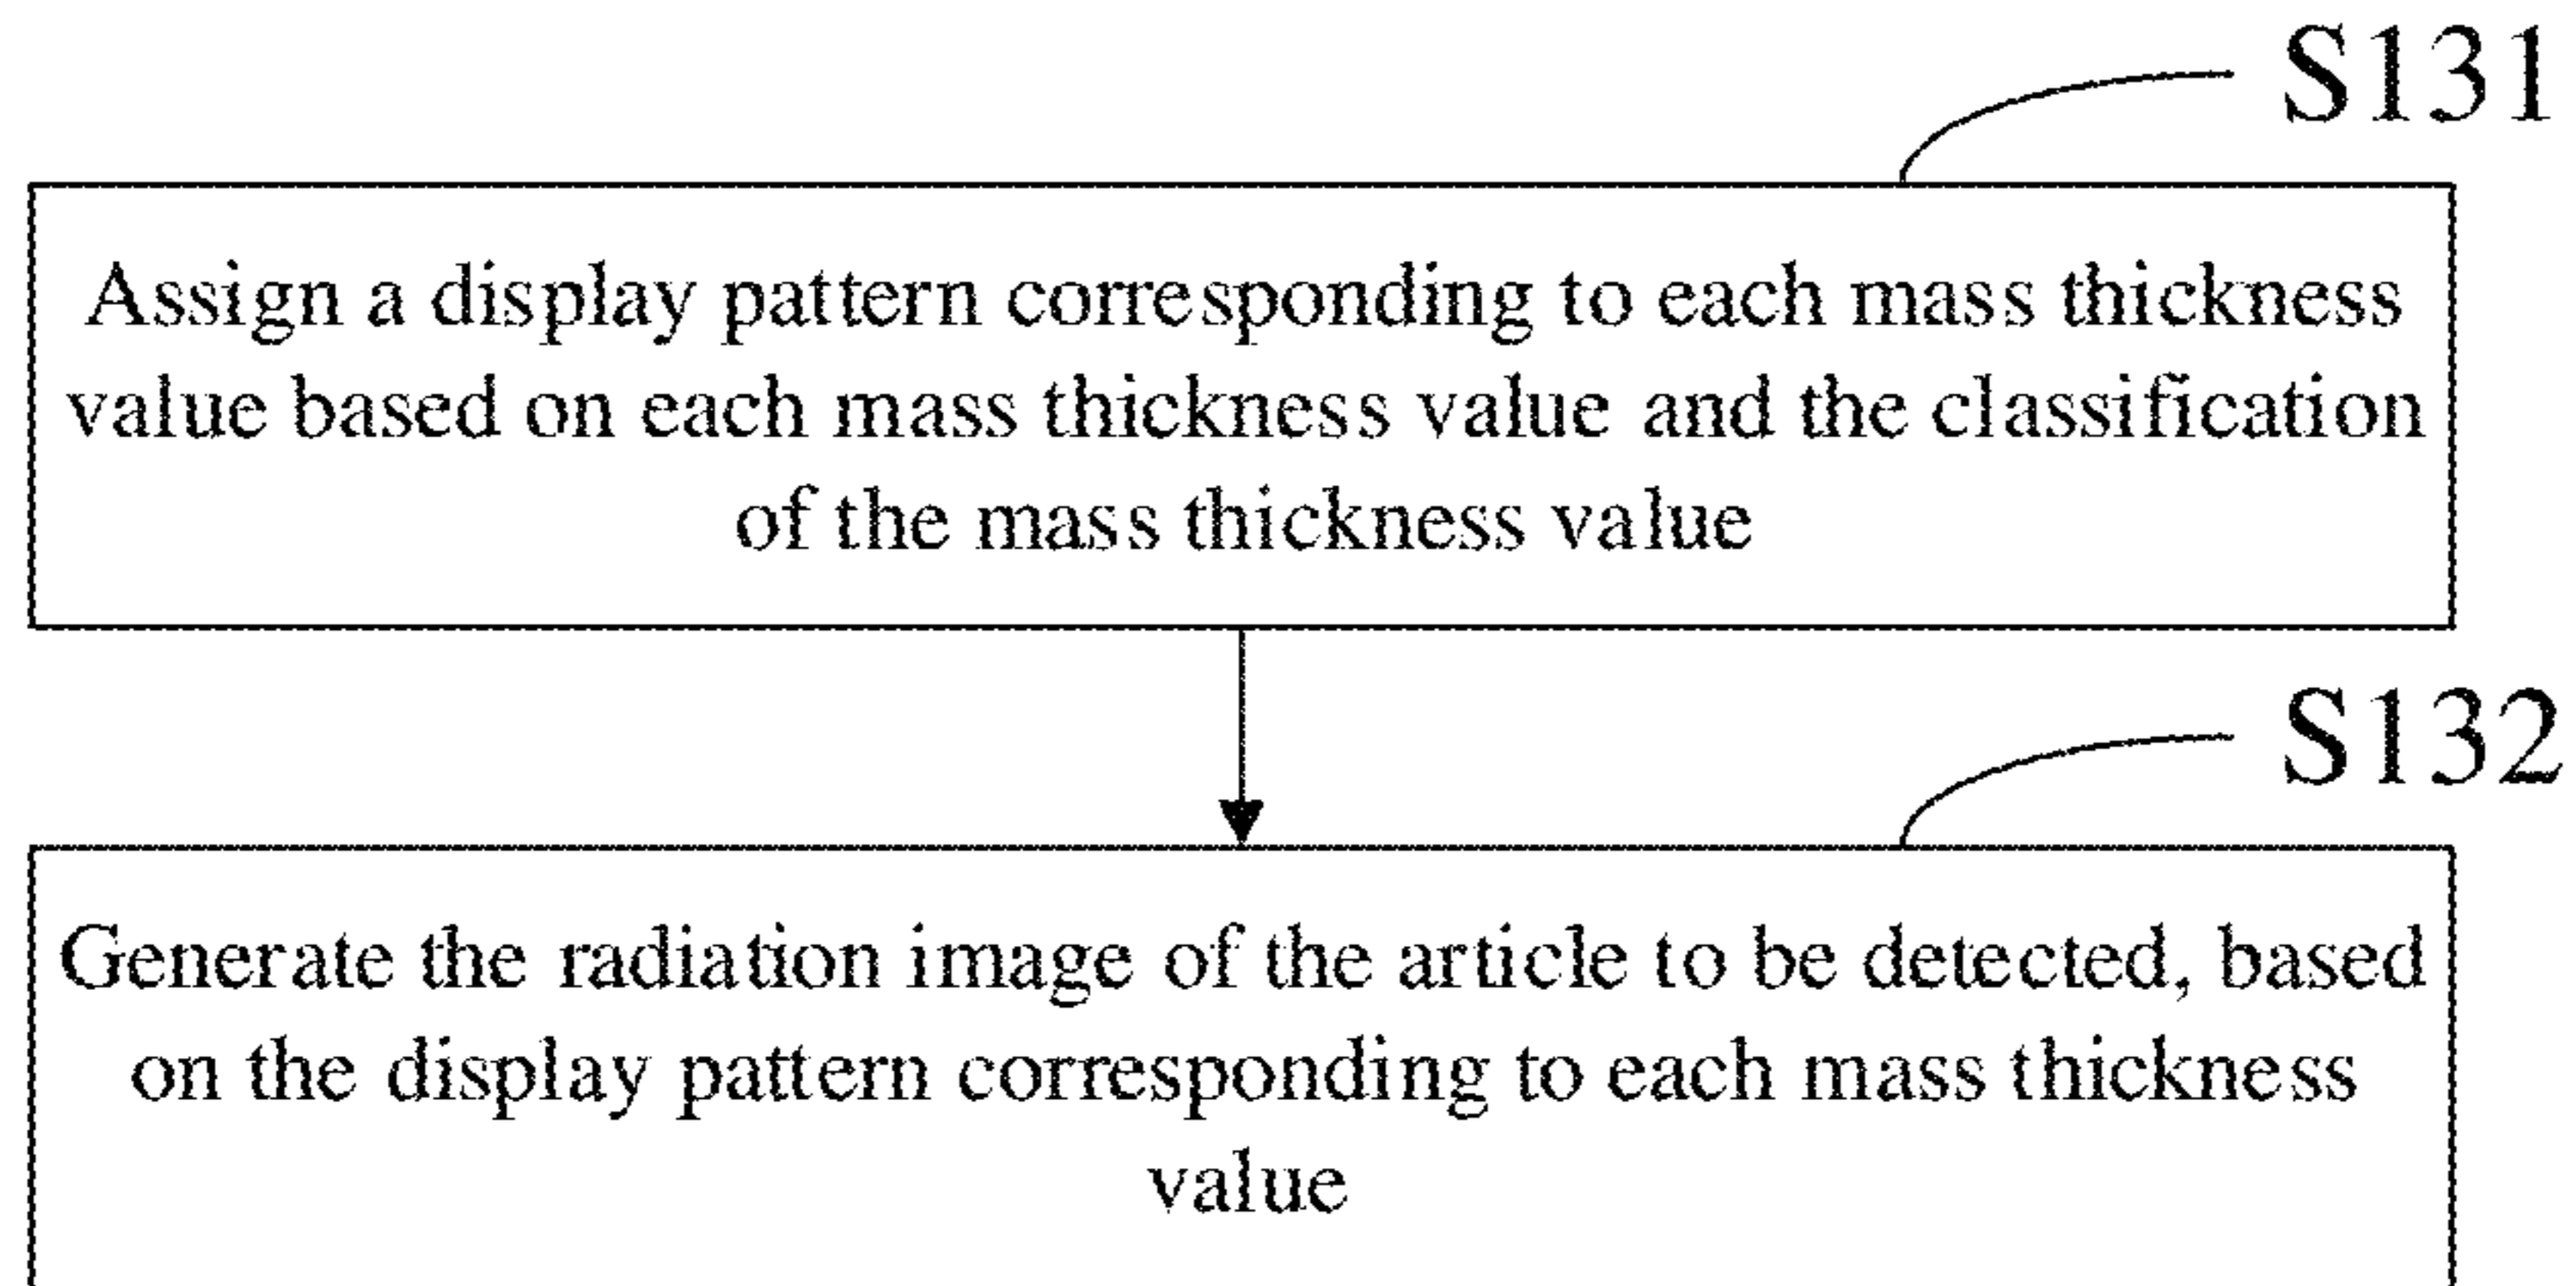 S131
Assign a display pattern corresponding to each mass thickness
value based on each mass thickness value and the classification
of the mass thickness value
S132
Generate the radiation image of the article to be detected, based
on the display pattern corresponding to each mass thickness
value